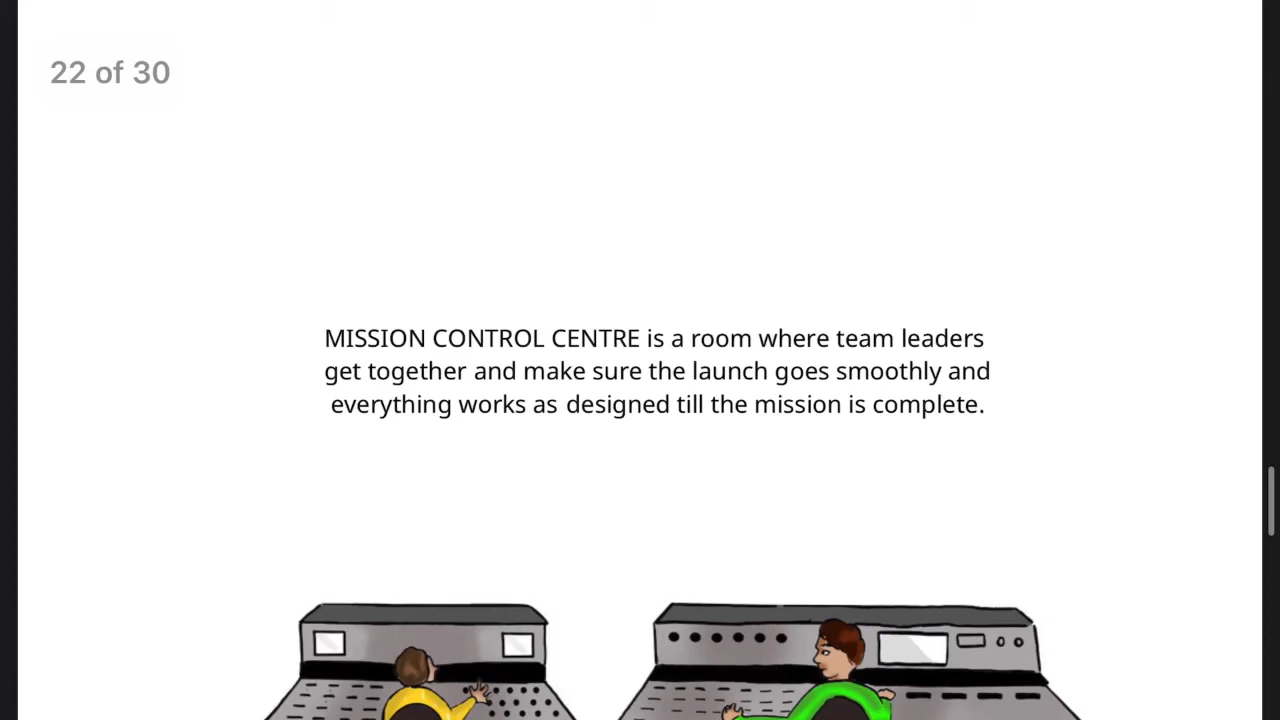 22 of 30
MISSION CONTROL CENTRE is a room where team leaders
get together and make sure the launch goes smoothly and
everything works as designed till the mission is complete.